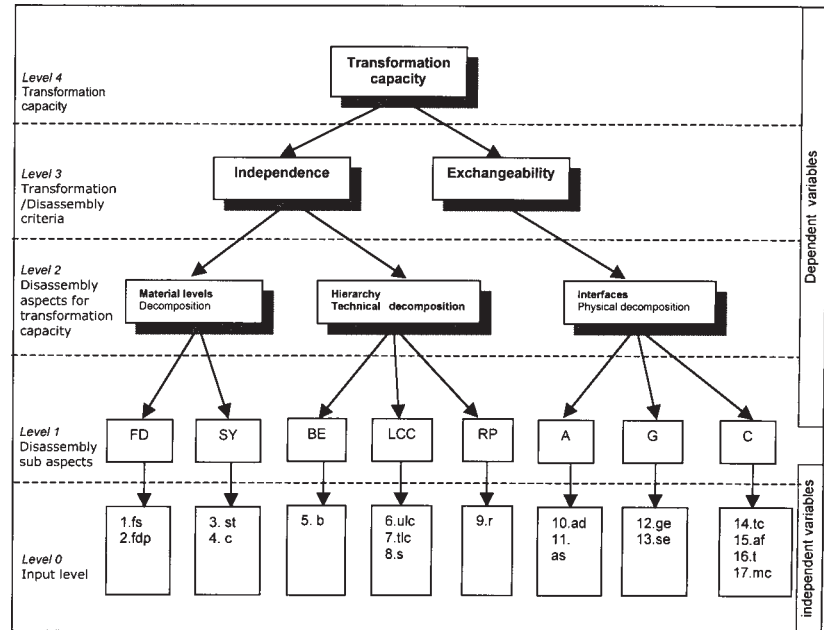 Transformation
capacity
Level 4
Transformation
capacity
Independence
Exchangeability
Level 3
Transformation
/Disassembly
criteria
Level 2
Disassembly
aspects for
transformation
capacity
Material levels
Decomposition
Hierarchy
Technical decomposition
interfaces
Physical decomposition
Dependent variables
Level 1
Disassembly
sub aspects
FD
SY
BE
LCC
RP
A
G
C
Level 0
Input level
1.fs
2.fdp
3. st
4. c
5. b
6.ulc
7.tlc
8.s
9.r
10.ad
11.
as
12.ge
13.se
14.tc
15.af
16.t
17.mc
independent variables